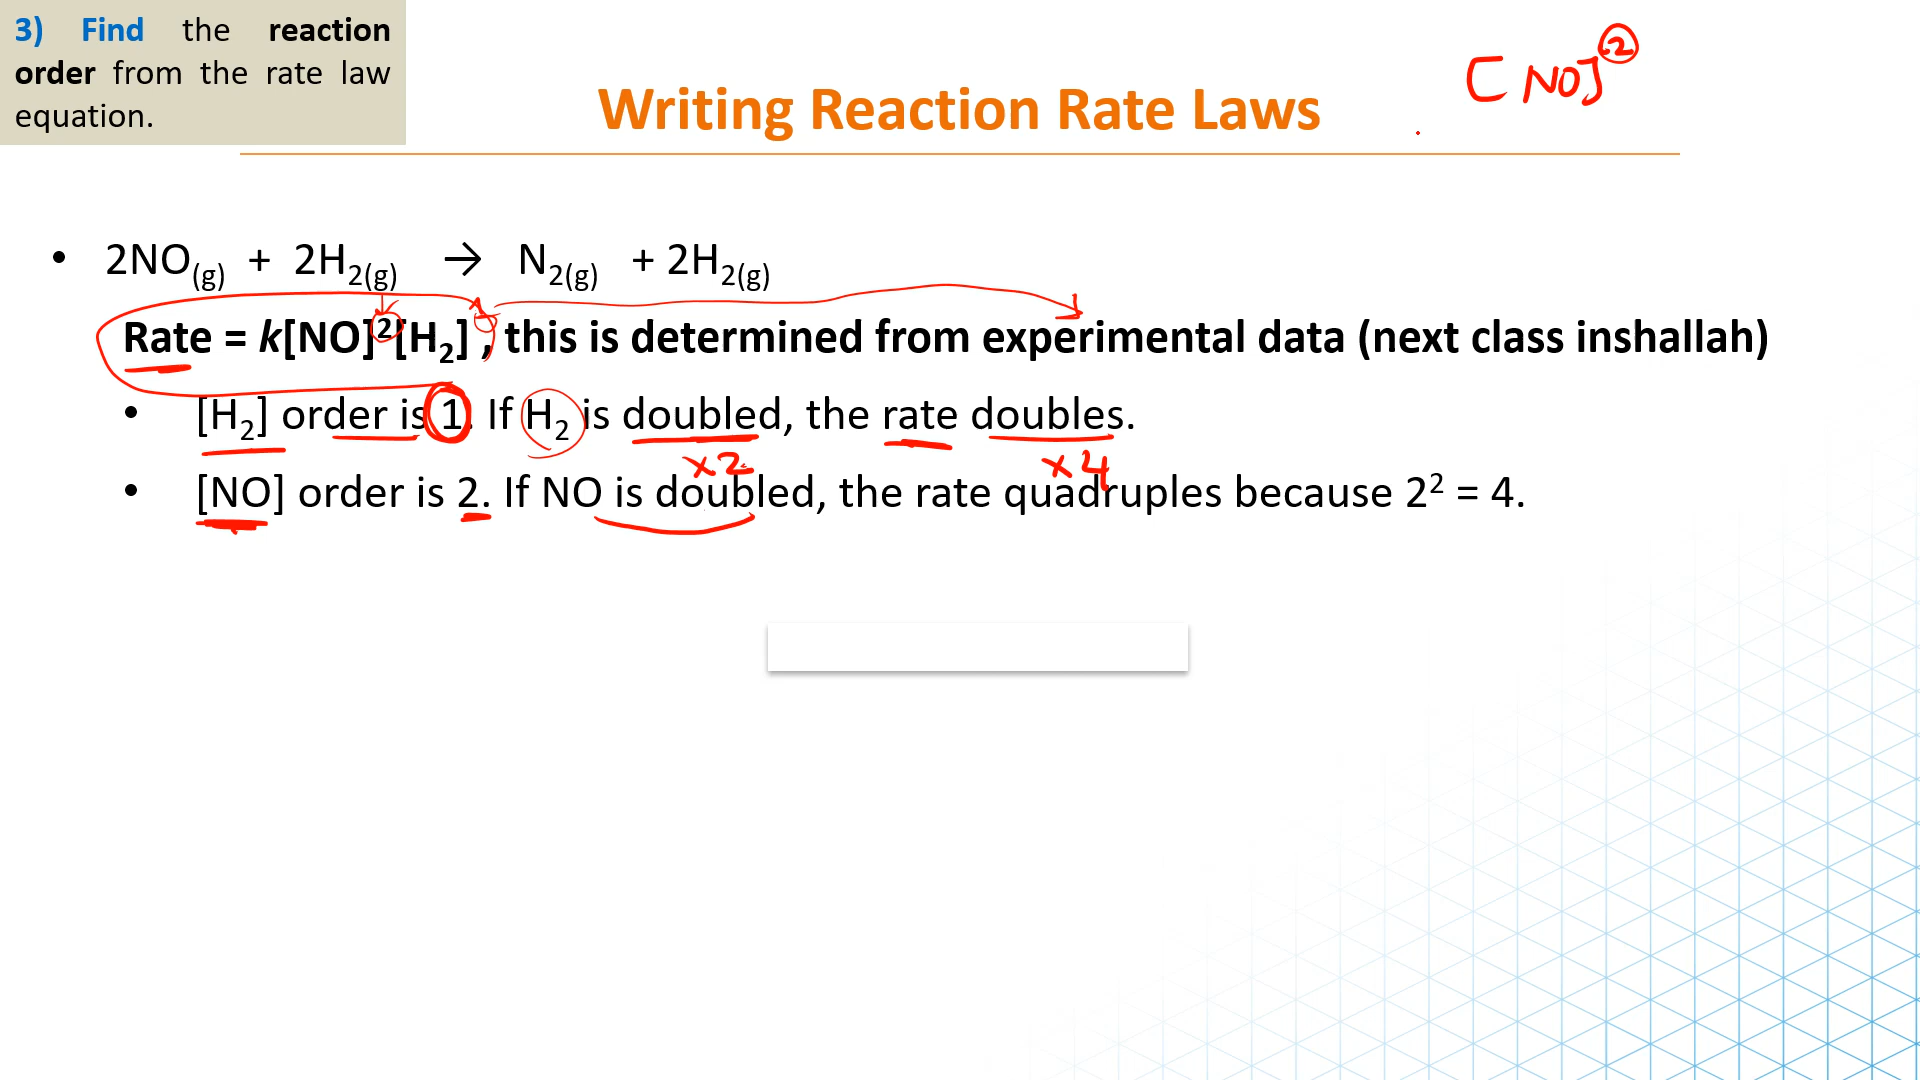 3) Find the reaction
order from the rate law
equation.
[NO]²
Writing Reaction Rate Laws
• 2NO(g) + 2H2(g) → N2(g) + 2H2(g)
Rate = k[NO]²[H2] , this is determined from experimental data (next class inshallah)
• [H2] order is 1. If H2 is doubled, the rate doubles.
×2 ×4
• [NO] order is 2. If NO is doubled, the rate quadruples because 2² = 4.